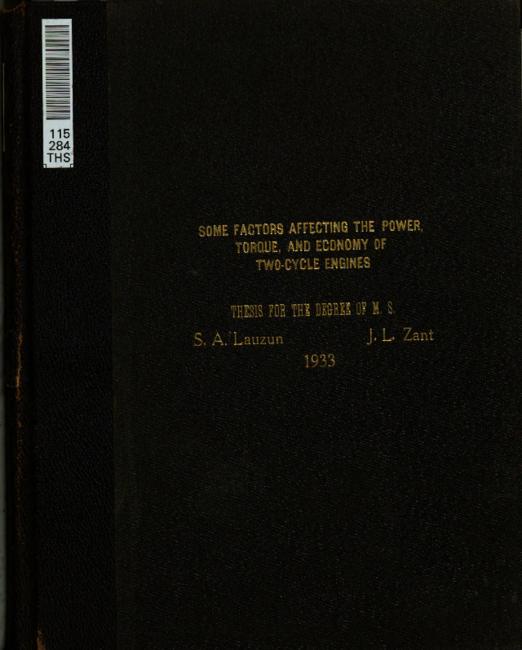 115
284
THS
SOME FACTORS AFFECTING THE POWER,
TORQUE, AND ECONOMY OF
TWO-CYCLE ENGINES
THESIS FOR THE DEGREE OF M. S.
S. A. Lauzun J. L. Zant
1933